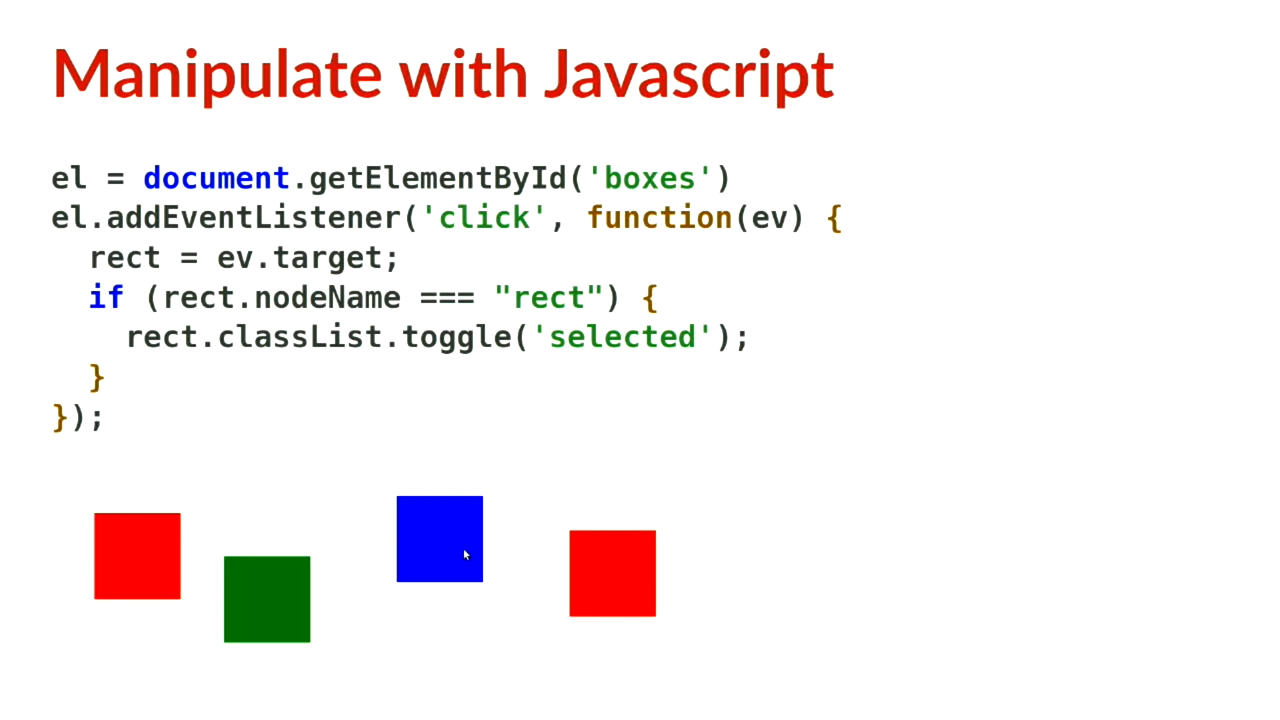 Manipulate with Javascript
el = document.getElementById('boxes')
el.addEventListener('click', function(ev) {
  rect = ev.target;
  if (rect.nodeName === "rect") {
    rect.classList.toggle('selected');
  }
});